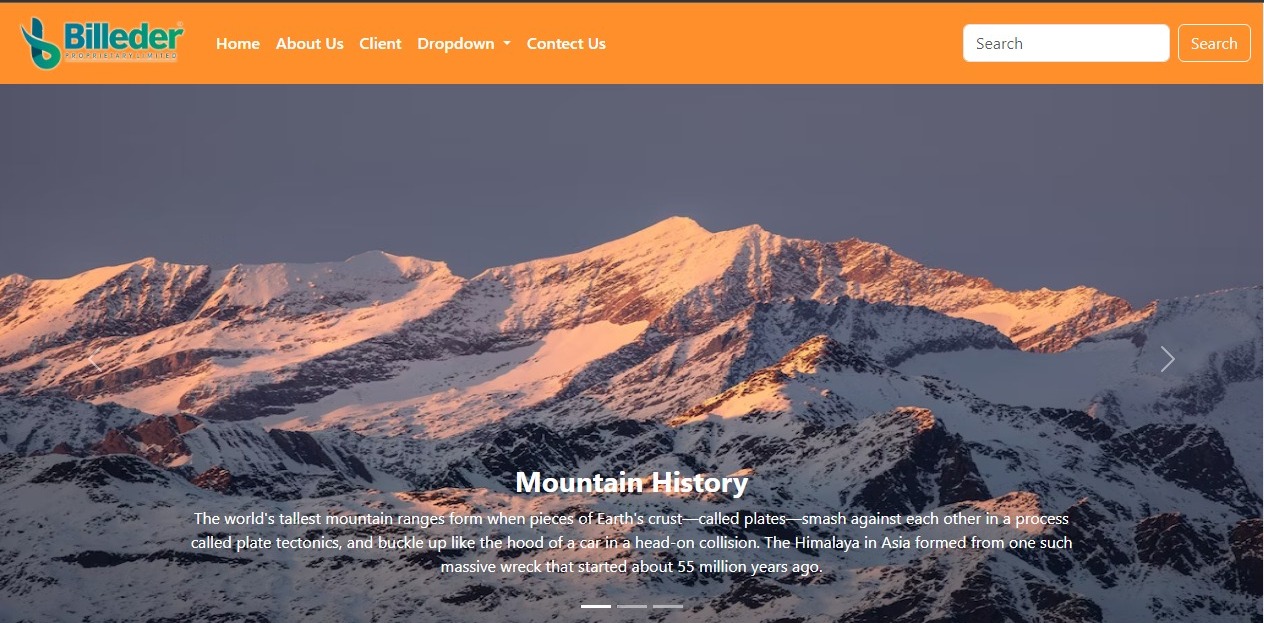 Billeder
PROPRIETARY LIMITED
Home About Us Client Dropdown Contect Us
Search Search
Mountain History
The world's tallest mountain ranges form when pieces of Earth's crust—called plates—smash against each other in a process
called plate tectonics, and buckle up like the hood of a car in a head-on collision. The Himalaya in Asia formed from one such
massive wreck that started about 55 million years ago.